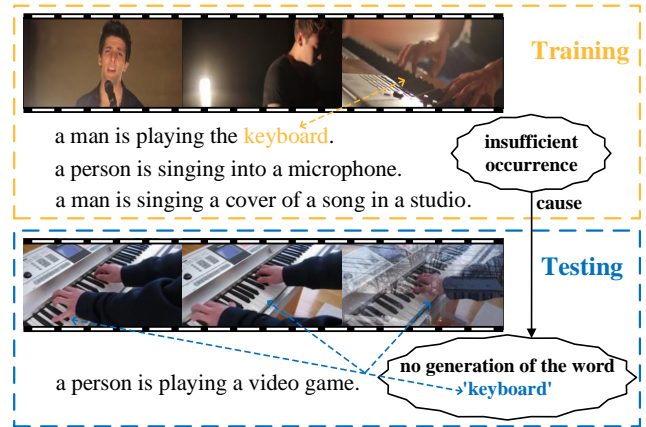 Training
a man is playing the keyboard.
a person is singing into a microphone.
a man is singing a cover of a song in a studio.
insufficient
occurrence
cause
Testing
a person is playing a video game.
no generation of the word
'keyboard'